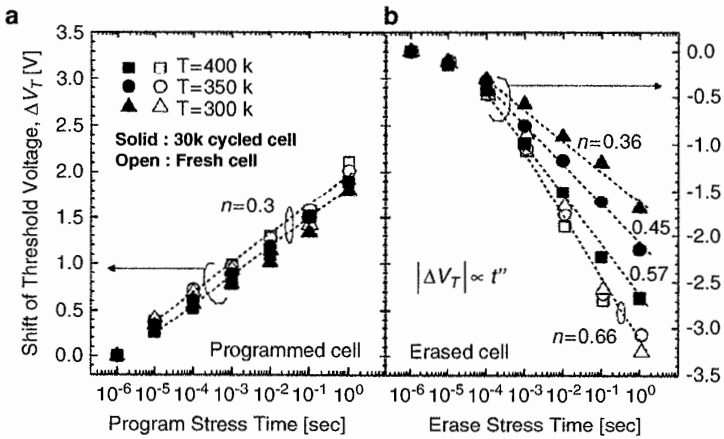 a
3.5
3.0
2.5
2.0
1.5
1.0
0.5
0.0
Shift of Threshold Voltage, ΔV_T [V]
T=400 k
T=350 k
T=300 k
Solid : 30k cycled cell
Open : Fresh cell
n=0.3
Programmed cell
10⁻⁶ 10⁻⁵ 10⁻⁴ 10⁻³ 10⁻² 10⁻¹ 10⁰
Program Stress Time [sec]
b
0.0
-0.5
-1.0
-1.5
-2.0
-2.5
-3.0
-3.5
n=0.36
0.45
0.57
n=0.66
|ΔV_T| ∝ tⁿ
Erased cell
10⁻⁶ 10⁻⁵ 10⁻⁴ 10⁻³ 10⁻² 10⁻¹ 10⁰
Erase Stress Time [sec]